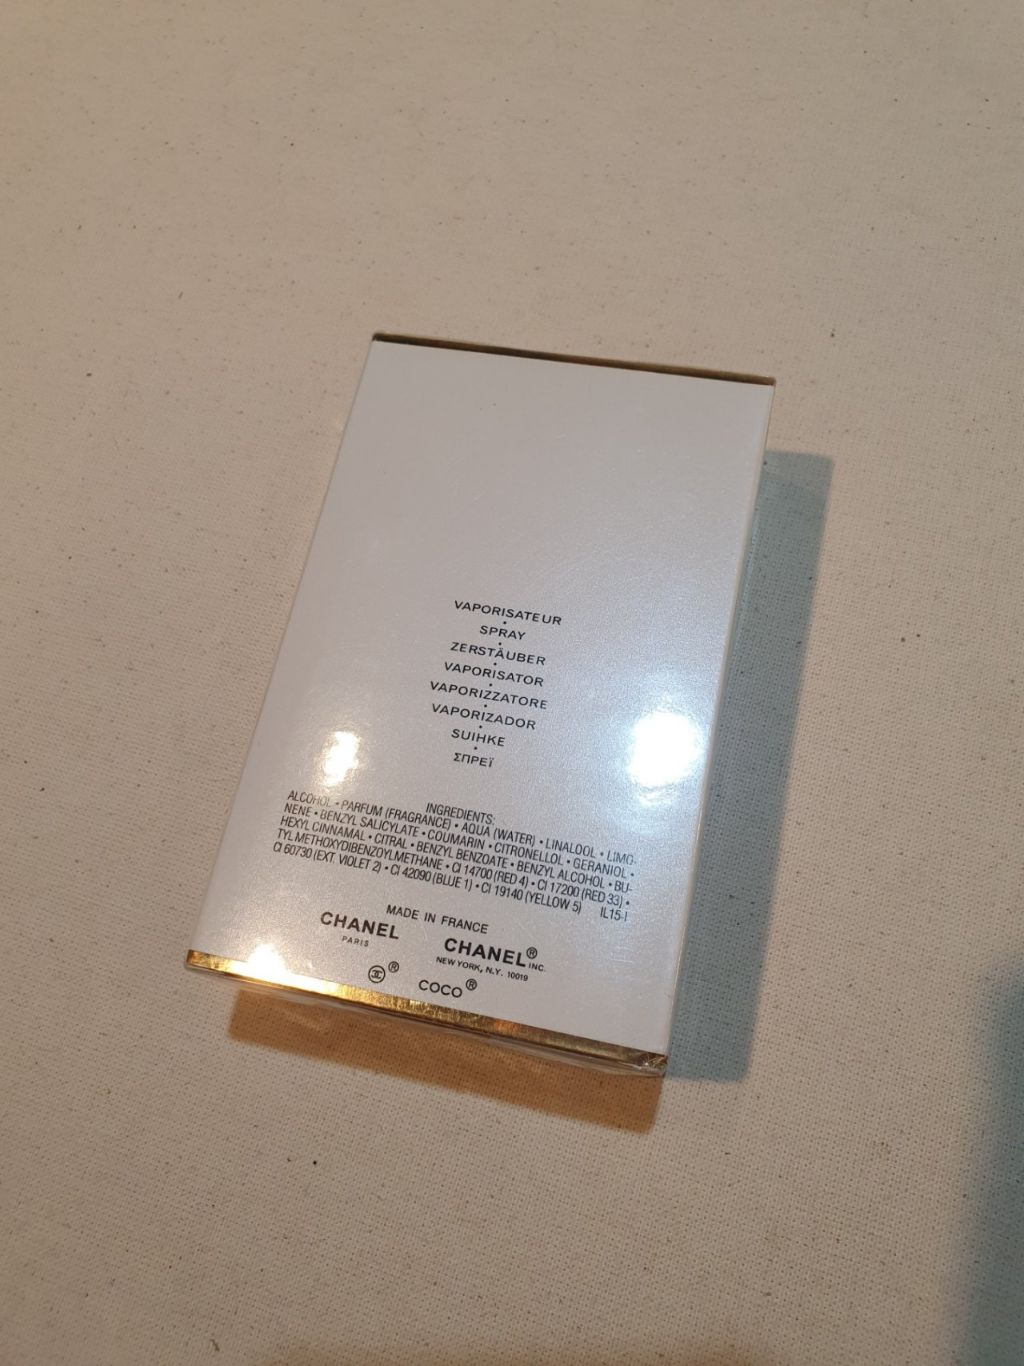 VAPORISATEUR
•
SPRAY
•
ZERSTÄUBER
•
VAPORISATOR
•
VAPORIZZATORE
•
VAPORIZADOR
•
SUIHKE
•
ΣΠΡΕΪ
INGREDIENTS:
ALCOHOL • PARFUM (FRAGRANCE) • AQUA (WATER) • LINALOOL • LIMO-
NENE • BENZYL SALICYLATE • COUMARIN • CITRONELLOL • GERANIOL •
HEXYL CINNAMAL • CITRAL • BENZYL BENZOATE • BENZYL ALCOHOL • BU-
TYL METHOXYDIBENZOYLMETHANE • CI 14700 (RED 4) • CI 17200 (RED 33) •
CI 60730 (EXT. VIOLET 2) • CI 42090 (BLUE 1) • CI 19140 (YELLOW 5) IL15-I
MADE IN FRANCE
CHANEL
PARIS
CHANEL® INC.
NEW YORK, N.Y. 10019
® COCO®